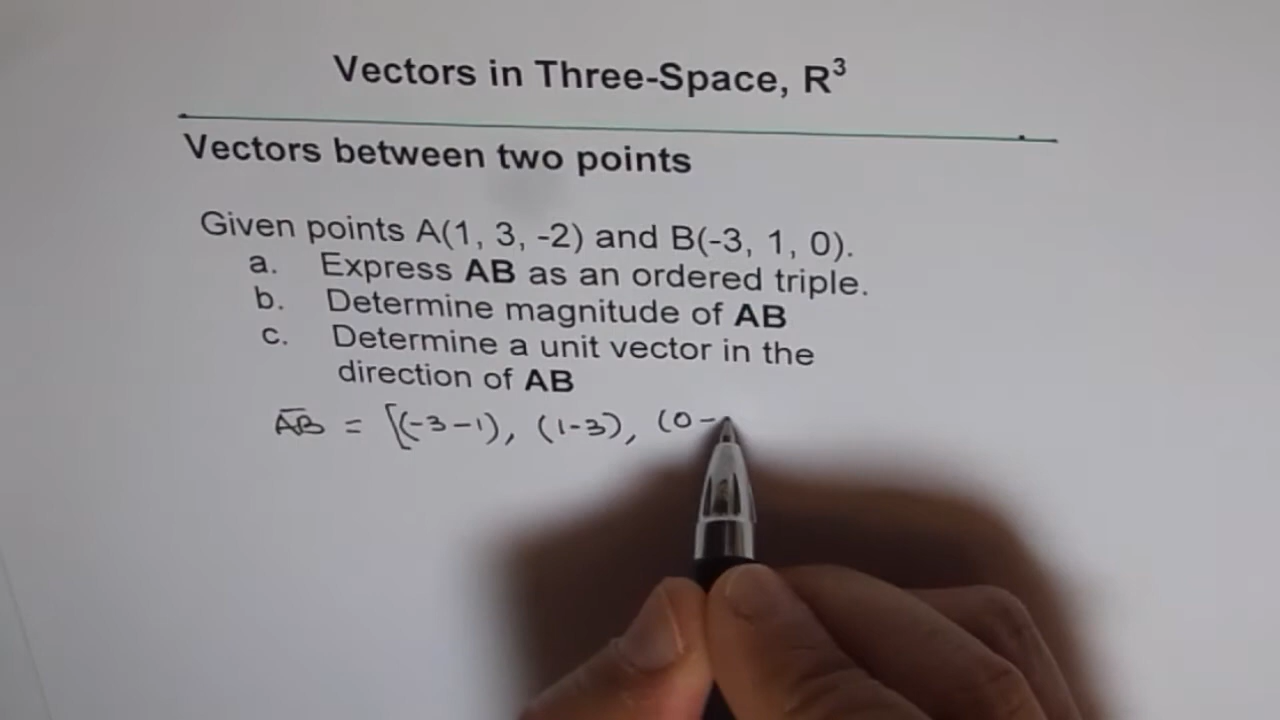 Vectors in Three-Space, R³
Vectors between two points
Given points A(1, 3, -2) and B(-3, 1, 0).
a. Express AB as an ordered triple.
b. Determine magnitude of AB
c. Determine a unit vector in the
direction of AB
A̅B̅ = [(-3-1), (1-3), (0-